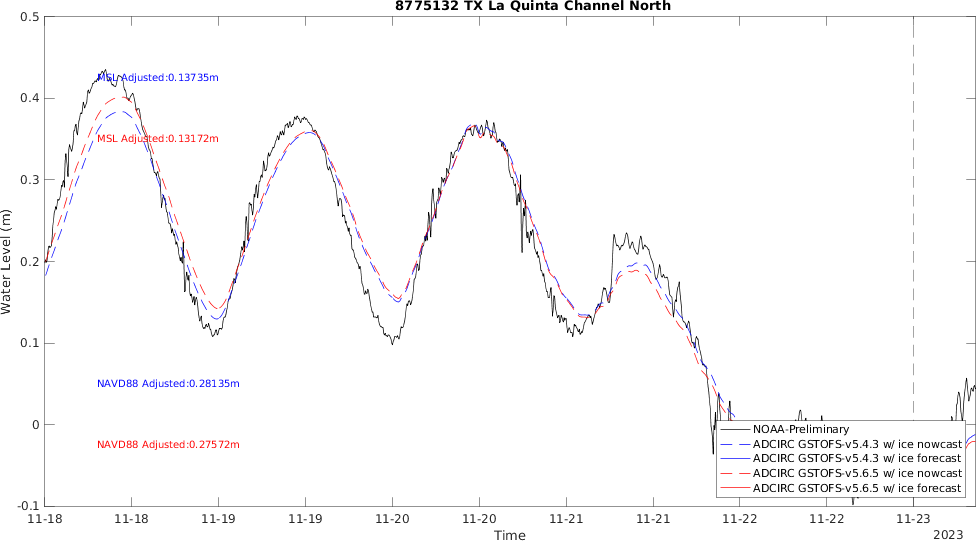 8775132 TX La Quinta Channel North
0.5
0.4
0.3
0.2
0.1
0
-0.1
Water Level (m)
MSL Adjusted:0.13735m
MSL Adjusted:0.13172m
NAVD88 Adjusted:0.28135m
NAVD88 Adjusted:0.27572m
NOAA-Preliminary
ADCIRC GSTOFS-v5.4.3 w/ ice nowcast
ADCIRC GSTOFS-v5.4.3 w/ ice forecast
ADCIRC GSTOFS-v5.6.5 w/ ice nowcast
ADCIRC GSTOFS-v5.6.5 w/ ice forecast
11-18 11-18 11-19 11-19 11-20 11-20 11-21 11-21 11-22 11-22 11-23
Time
2023